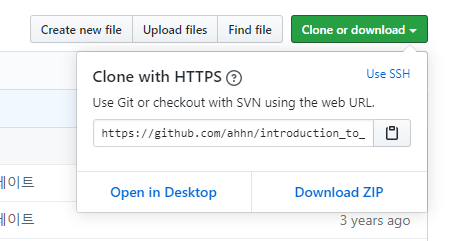 Create new file Upload files Find file Clone or download
Clone with HTTPS ? Use SSH
Use Git or checkout with SVN using the web URL.
https://github.com/ahhn/introduction_to_
Open in Desktop Download ZIP
데이트
데이트 3 years ago